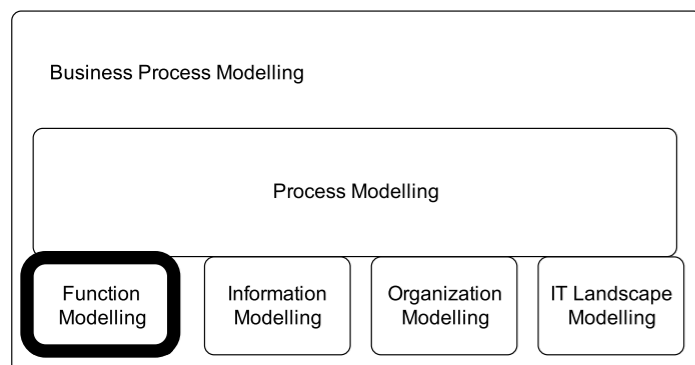 Business Process Modelling
Process Modelling
Function
Modelling
Information
Modelling
Organization
Modelling
IT Landscape
Modelling